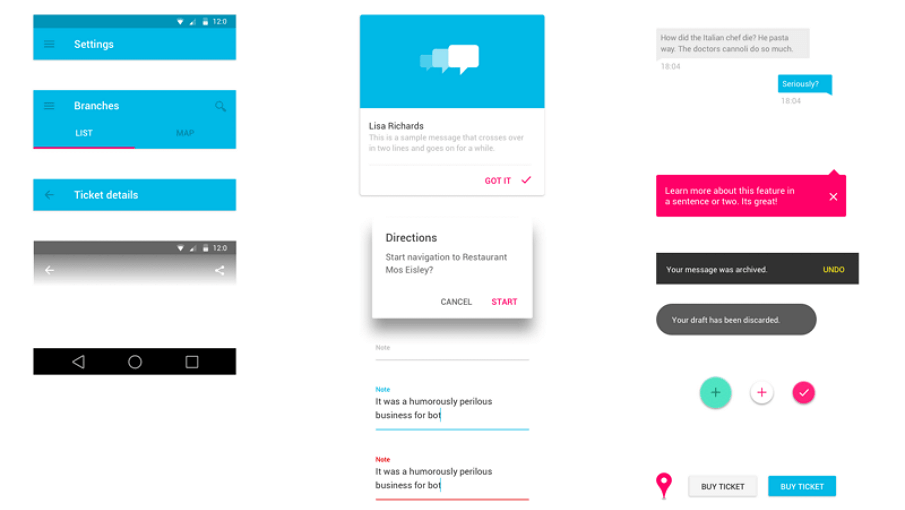 12:0
Settings
Branches
LIST MAP
Ticket details
12:0
Lisa Richards
This is a sample message that crosses over
in two lines and goes on for a while.
GOT IT
Directions
Start navigation to Restaurant
Mos Eisley?
CANCEL START
Note
Note
It was a humorously perilous
business for bot
Note
It was a humorously perilous
business for bot
How did the Italian chef die? He pasta
way. The doctors cannoli do so much.
18:04
Seriously?
18:04
Learn more about this feature in
a sentence or two. Its great!
Your message was archived. UNDO
Your draft has been discarded.
BUY TICKET BUY TICKET